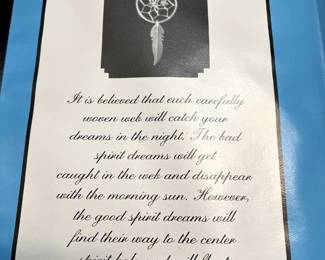 It is believed that each carefully
woven web will catch your
dreams in the night. The bad
spirit dreams will get
caught in the web and disappear
with the morning sun. However,
the good spirit dreams will
find their way to the center
spirit
will